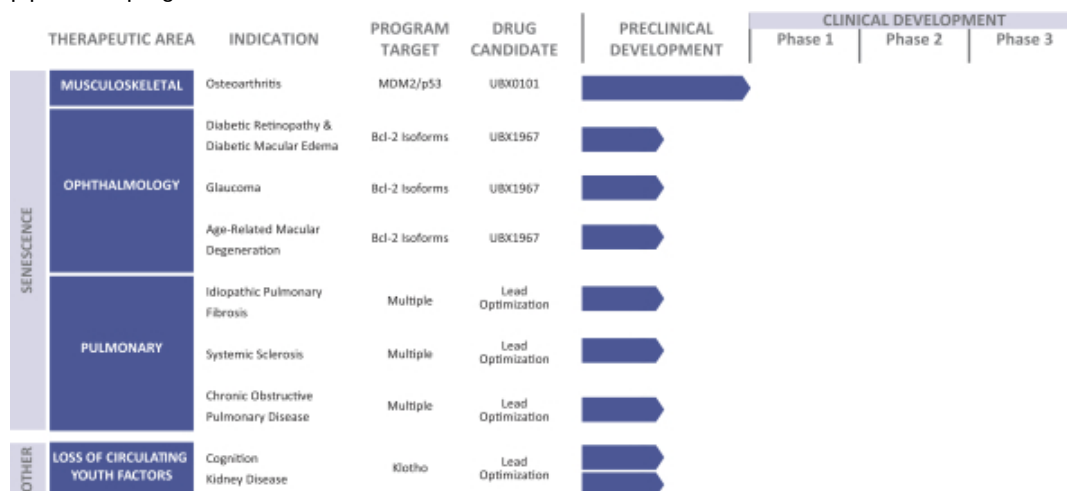 THERAPEUTIC AREA
INDICATION
PROGRAM
TARGET
DRUG
CANDIDATE
PRECLINICAL
DEVELOPMENT
CLINICAL DEVELOPMENT
Phase 1
Phase 2
Phase 3
SENESCENCE
MUSCULOSKELETAL
Osteoarthritis
MDM2/p53
UBX0101
OPHTHALMOLOGY
Diabetic Retinopathy &
Diabetic Macular Edema
Bcl-2 Isoforms
UBX1967
Glaucoma
Bcl-2 Isoforms
UBX1967
Age-Related Macular
Degeneration
Bcl-2 Isoforms
UBX1967
PULMONARY
Idiopathic Pulmonary
Fibrosis
Multiple
Lead
Optimization
Systemic Sclerosis
Multiple
Lead
Optimization
Chronic Obstructive
Pulmonary Disease
Multiple
Lead
Optimization
OTHER
LOSS OF CIRCULATING
YOUTH FACTORS
Cognition
Kidney Disease
Klotho
Lead
Optimization